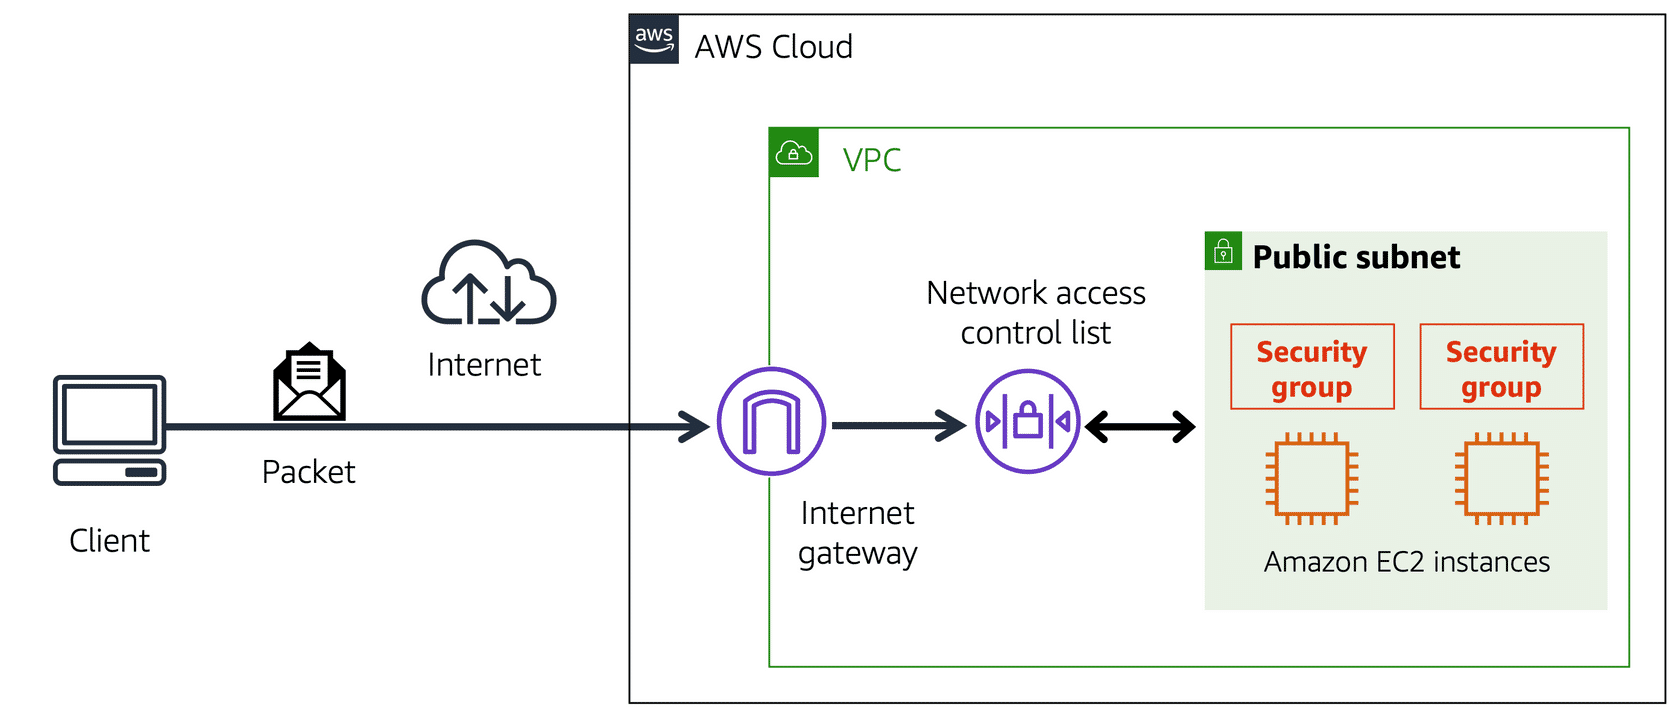 aws
AWS Cloud
VPC
Public subnet
Network access
control list
Security
group
Security
group
Internet
Packet
Client
Internet
gateway
Amazon EC2 instances